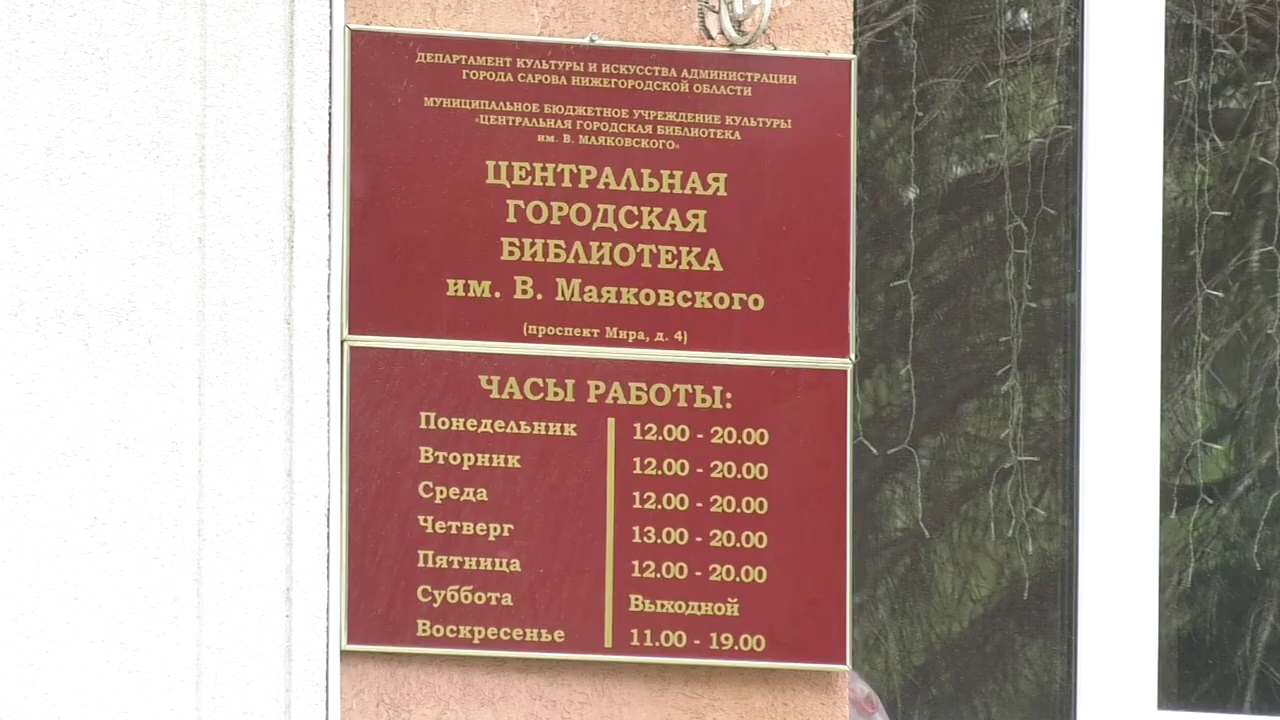 ДЕПАРТАМЕНТ КУЛЬТУРЫ И ИСКУССТВА АДМИНИСТРАЦИИ
ГОРОДА САРОВА НИЖЕГОРОДСКОЙ ОБЛАСТИ
МУНИЦИПАЛЬНОЕ БЮДЖЕТНОЕ УЧРЕЖДЕНИЕ КУЛЬТУРЫ
«ЦЕНТРАЛЬНАЯ ГОРОДСКАЯ БИБЛИОТЕКА
им. В. МАЯКОВСКОГО»
ЦЕНТРАЛЬНАЯ
ГОРОДСКАЯ
БИБЛИОТЕКА
им. В. Маяковского
(проспект Мира, д. 4)
ЧАСЫ РАБОТЫ:
Понедельник 12.00 - 20.00
Вторник 12.00 - 20.00
Среда 12.00 - 20.00
Четверг 13.00 - 20.00
Пятница 12.00 - 20.00
Суббота Выходной
Воскресенье 11.00 - 19.00